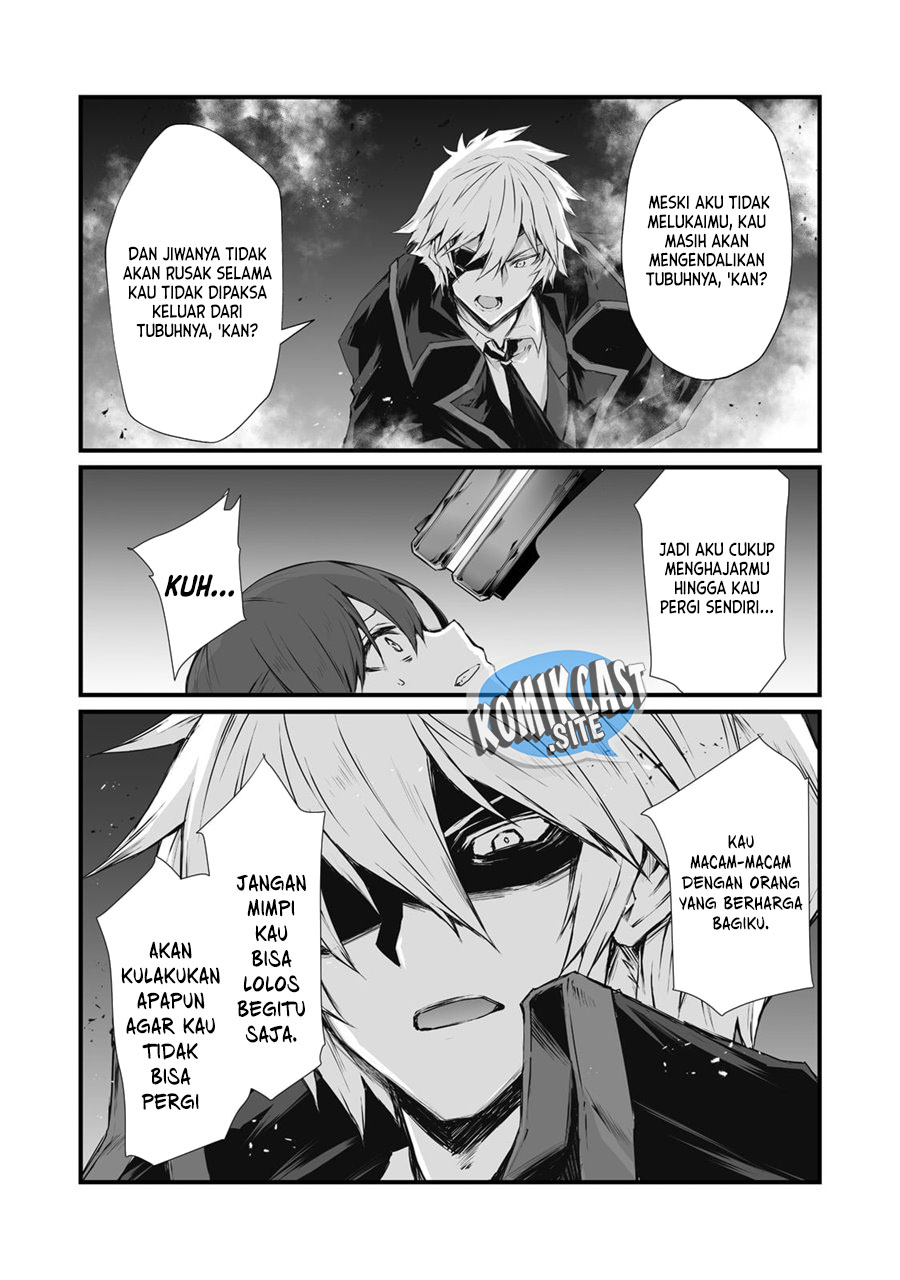 MESKI AKU TIDAK
MELUKAIMU, KAU
MASIH AKAN
MENGENDALIKAN
TUBUHNYA, 'KAN?
DAN JIWANYA TIDAK
AKAN RUSAK SELAMA
KAU TIDAK DIPAKSA
KELUAR DARI
TUBUHNYA, 'KAN?
JADI AKU CUKUP
MENGHAJARMU
HINGGA KAU
PERGI SENDIRI...
KUH...
KOMIKCAST
.SITE
KAU
MACAM-MACAM
DENGAN ORANG
YANG BERHARGA
BAGIKU.
JANGAN
MIMPI
KAU
BISA
LOLOS
BEGITU
SAJA.
AKAN
KULAKUKAN
APAPUN
AGAR KAU
TIDAK
BISA
PERGI